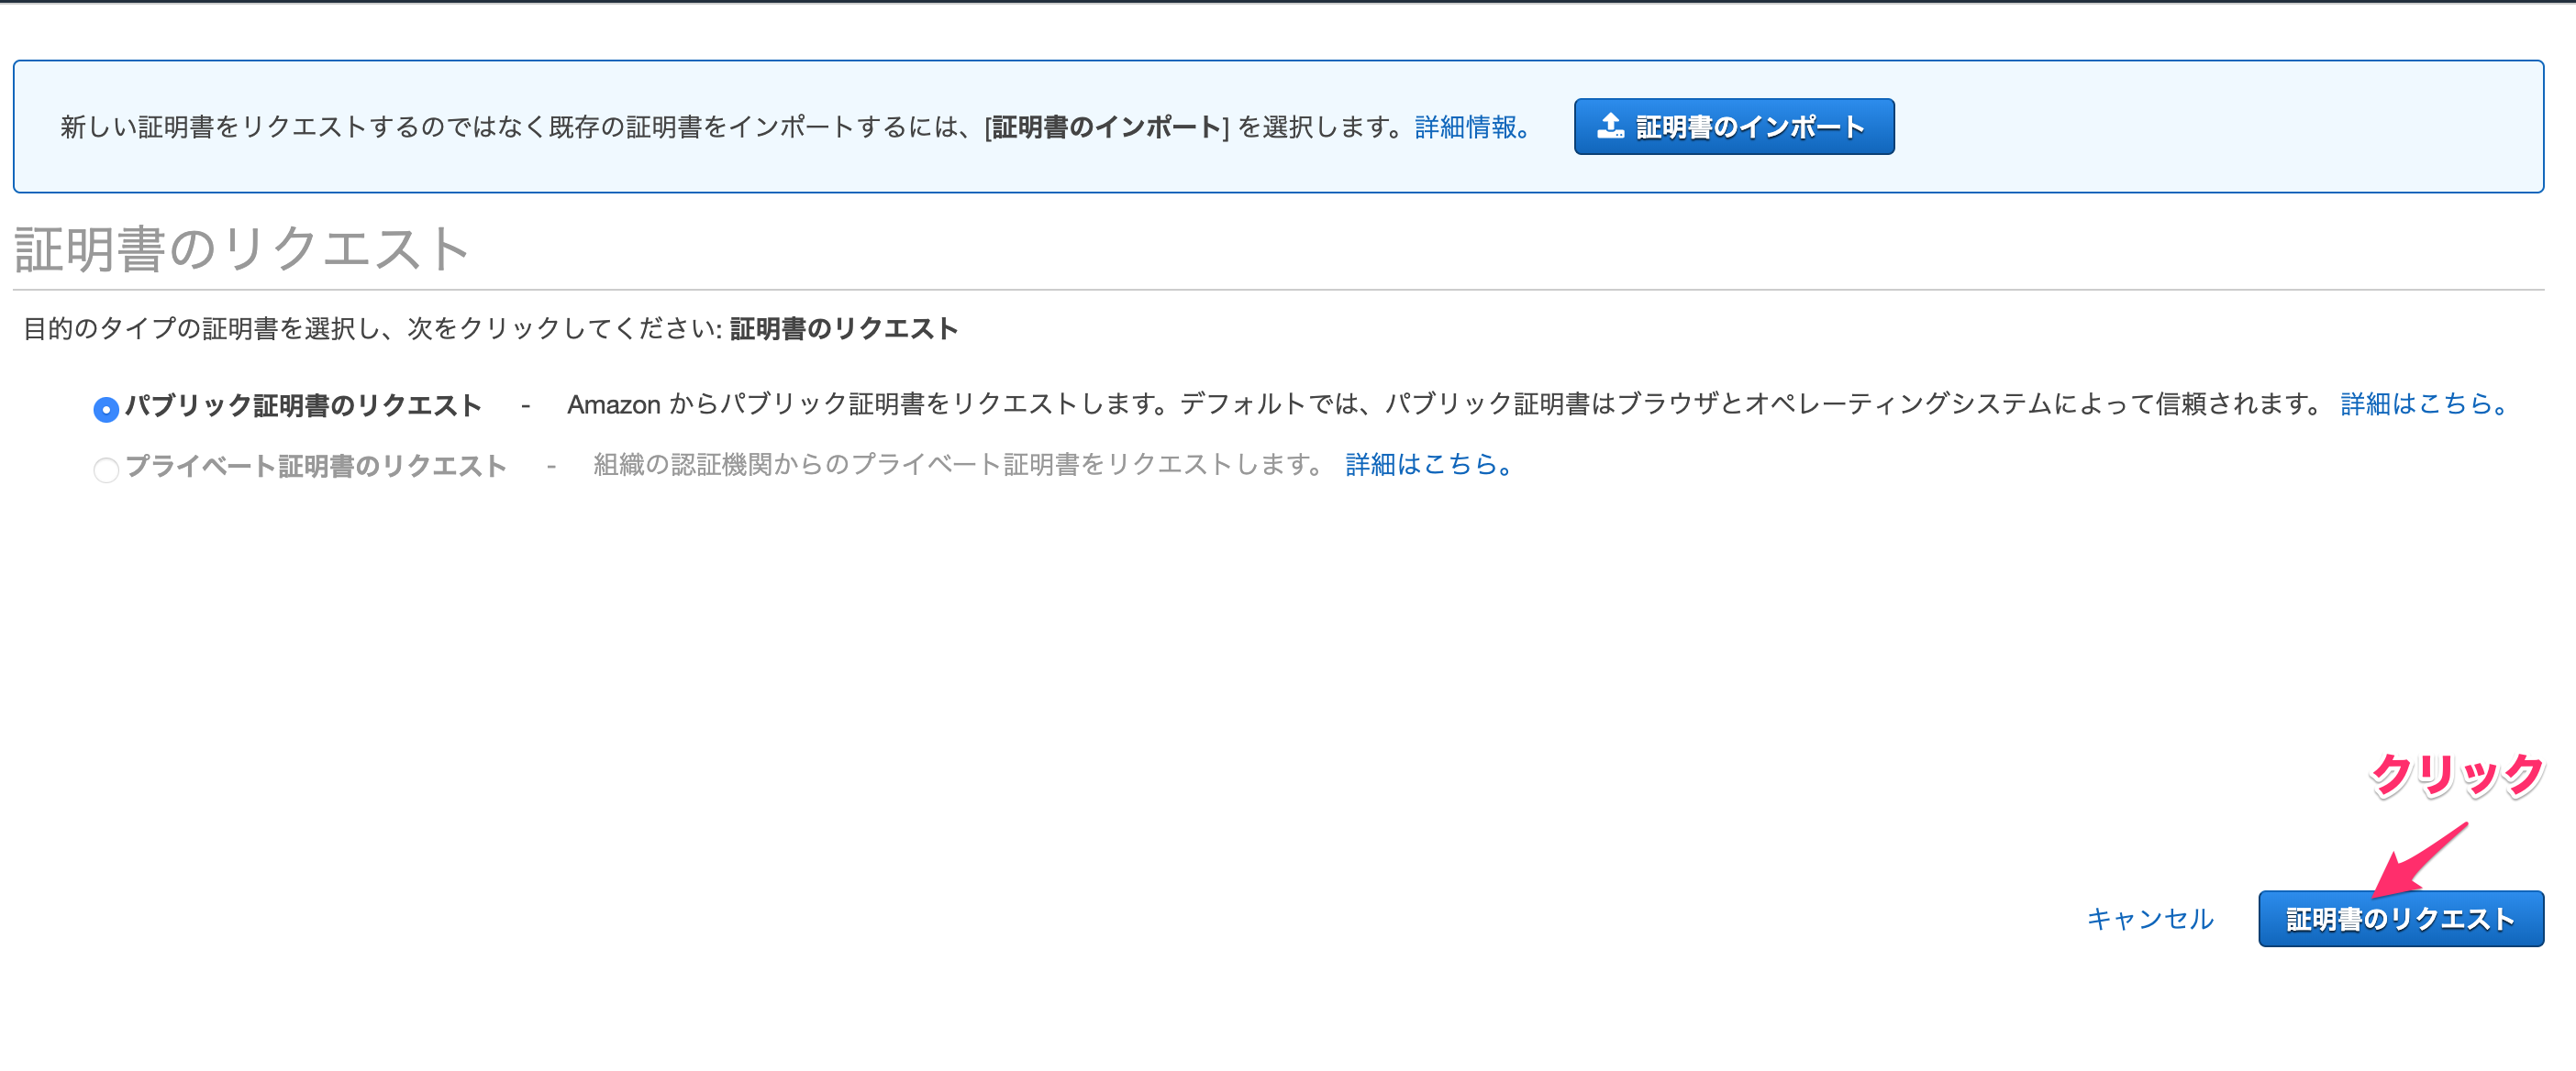 新しい証明書をリクエストするのではなく既存の証明書をインポートするには、[証明書のインポート] を選択します。詳細情報。 証明書のインポート
証明書のリクエスト
目的のタイプの証明書を選択し、次をクリックしてください: 証明書のリクエスト
パブリック証明書のリクエスト - Amazon からパブリック証明書をリクエストします。デフォルトでは、パブリック証明書はブラウザとオペレーティングシステムによって信頼されます。 詳細はこちら。
プライベート証明書のリクエスト - 組織の認証機関からのプライベート証明書をリクエストします。 詳細はこちら。
クリック
キャンセル 証明書のリクエスト